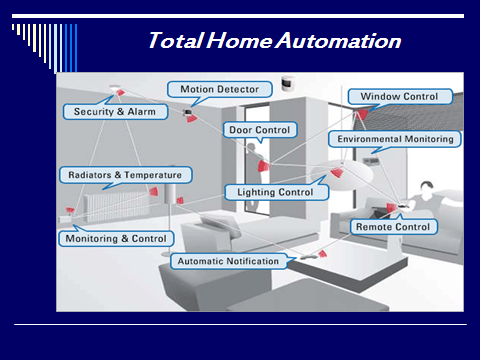 Total Home Automation
Motion Detector
Window Control
Security & Alarm
Door Control
Environmental Monitoring
Radiators & Temperature
Lighting Control
Remote Control
Monitoring & Control
Automatic Notification